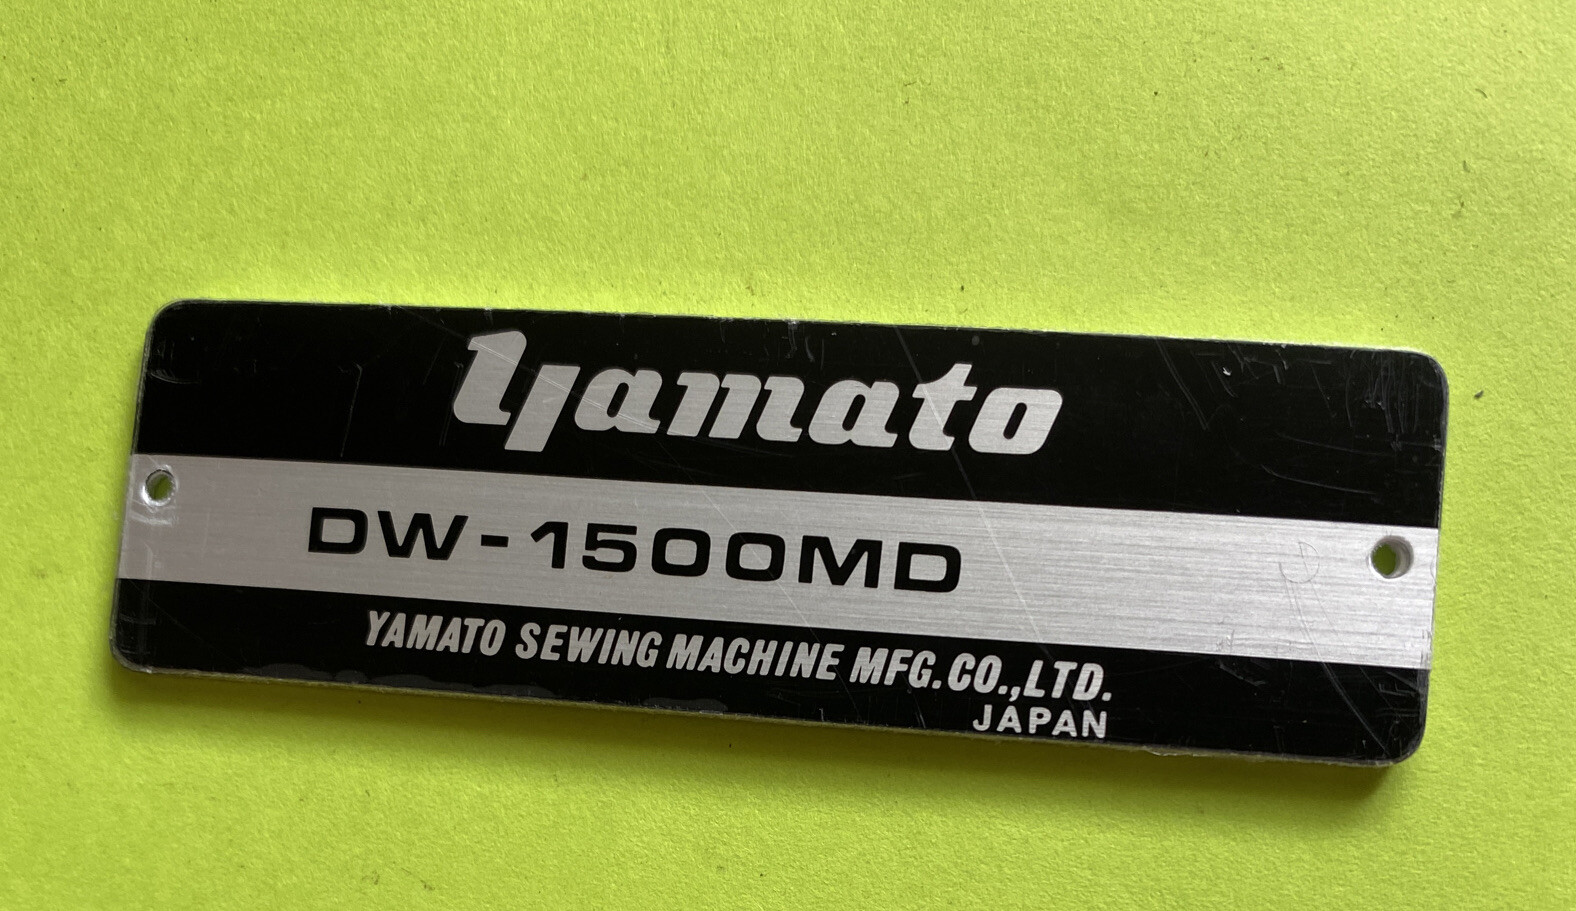 yamato
DW-1500MD
YAMATO SEWING MACHINE MFG.CO.,LTD.
JAPAN